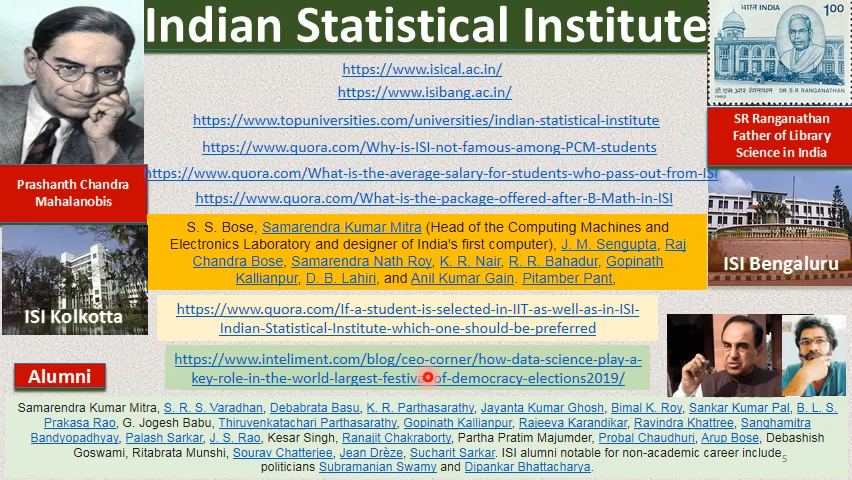 Indian Statistical Institute
https://www.isical.ac.in/
https://www.isibang.ac.in/
https://www.topuniversities.com/universities/indian-statistical-institute
https://www.quora.com/Why-is-ISI-not-famous-among-PCM-students
https://www.quora.com/What-is-the-average-salary-for-students-who-pass-out-from-ISI
https://www.quora.com/What-is-the-package-offered-after-B-Math-in-ISI
Prashanth Chandra
Mahalanobis
भारत INDIA 100
DR. S. R. RANGANATHAN
1992
SR Ranganathan
Father of Library
Science in India
S. S. Bose, Samarendra Kumar Mitra (Head of the Computing Machines and
Electronics Laboratory and designer of India's first computer), J. M. Sengupta, Raj
Chandra Bose, Samarendra Nath Roy, K. R. Nair, R. R. Bahadur, Gopinath
Kallianpur, D. B. Lahiri, and Anil Kumar Gain. Pitamber Pant,
ISI Kolkotta
ISI Bengaluru
https://www.quora.com/If-a-student-is-selected-in-IIT-as-well-as-in-ISI-
Indian-Statistical-Institute-which-one-should-be-preferred
https://www.inteliment.com/blog/ceo-corner/how-data-science-play-a-
key-role-in-the-world-largest-festival-of-democracy-elections2019/
Alumni
Samarendra Kumar Mitra, S. R. S. Varadhan, Debabrata Basu, K. R. Parthasarathy, Jayanta Kumar Ghosh, Bimal K. Roy, Sankar Kumar Pal, B. L. S.
Prakasa Rao, G. Jogesh Babu, Thiruvenkatachari Parthasarathy, Gopinath Kallianpur, Rajeeva Karandikar, Ravindra Khattree, Sanghamitra
Bandyopadhyay, Palash Sarkar, J. S. Rao, Kesar Singh, Ranajit Chakraborty, Partha Pratim Majumder, Probal Chaudhuri, Arup Bose, Debashish
Goswami, Ritabrata Munshi, Sourav Chatterjee, Jean Drèze, Sucharit Sarkar. ISI alumni notable for non-academic career include
politicians Subramanian Swamy and Dipankar Bhattacharya.
5